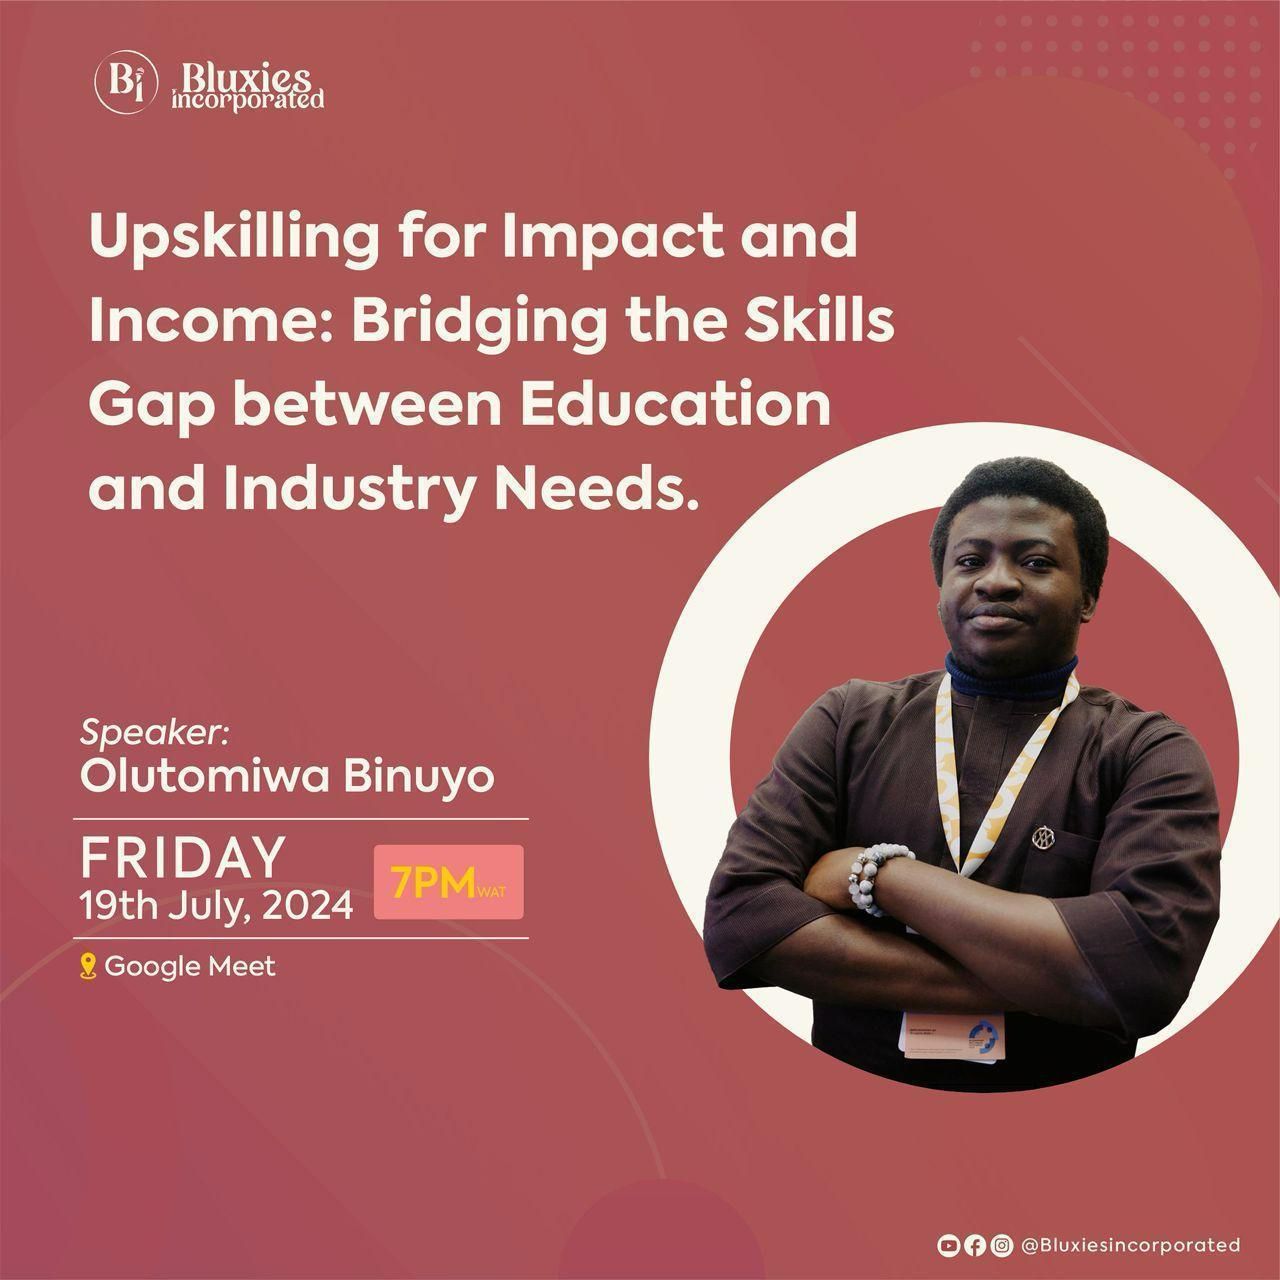 Bi Bluxies
incorporated
Upskilling for Impact and
Income: Bridging the Skills
Gap between Education
and Industry Needs.
Speaker:
Olutomiwa Binuyo
FRIDAY
19th July, 2024
7PM WAT
Google Meet
@Bluxiesincorporated